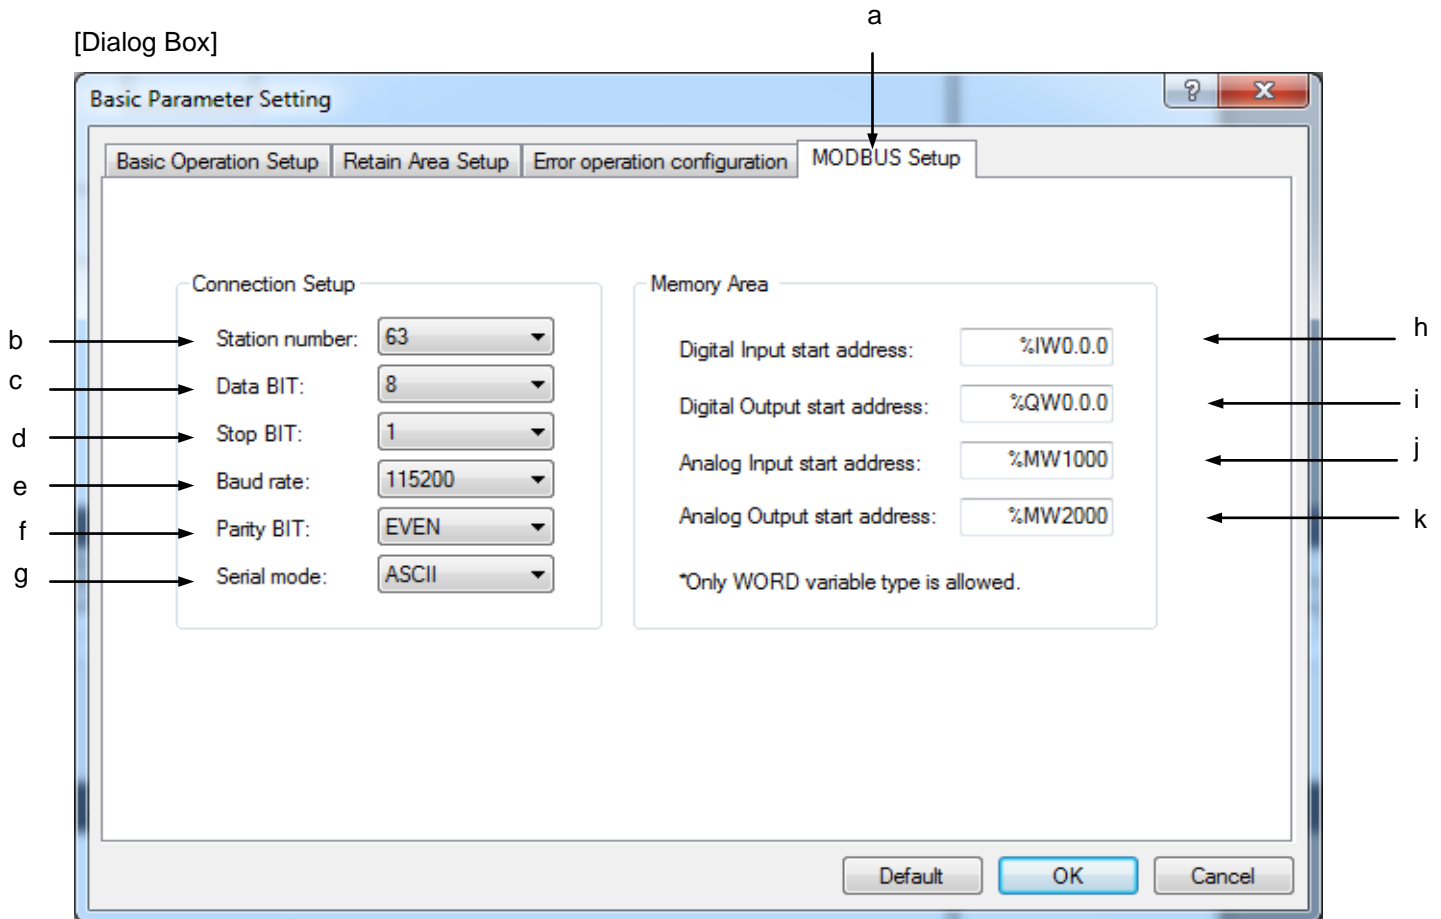 a
[Dialog Box]
Basic Parameter Setting
Basic Operation Setup Retain Area Setup Error operation configuration MODBUS Setup
Connection Setup
b Station number: 63
c Data BIT: 8
d Stop BIT: 1
e Baud rate: 115200
f Parity BIT: EVEN
g Serial mode: ASCII
Memory Area
Digital Input start address: %IW0.0.0 h
Digital Output start address: %QW0.0.0 i
Analog Input start address: %MW1000 j
Analog Output start address: %MW2000 k
*Only WORD variable type is allowed.
Default OK Cancel